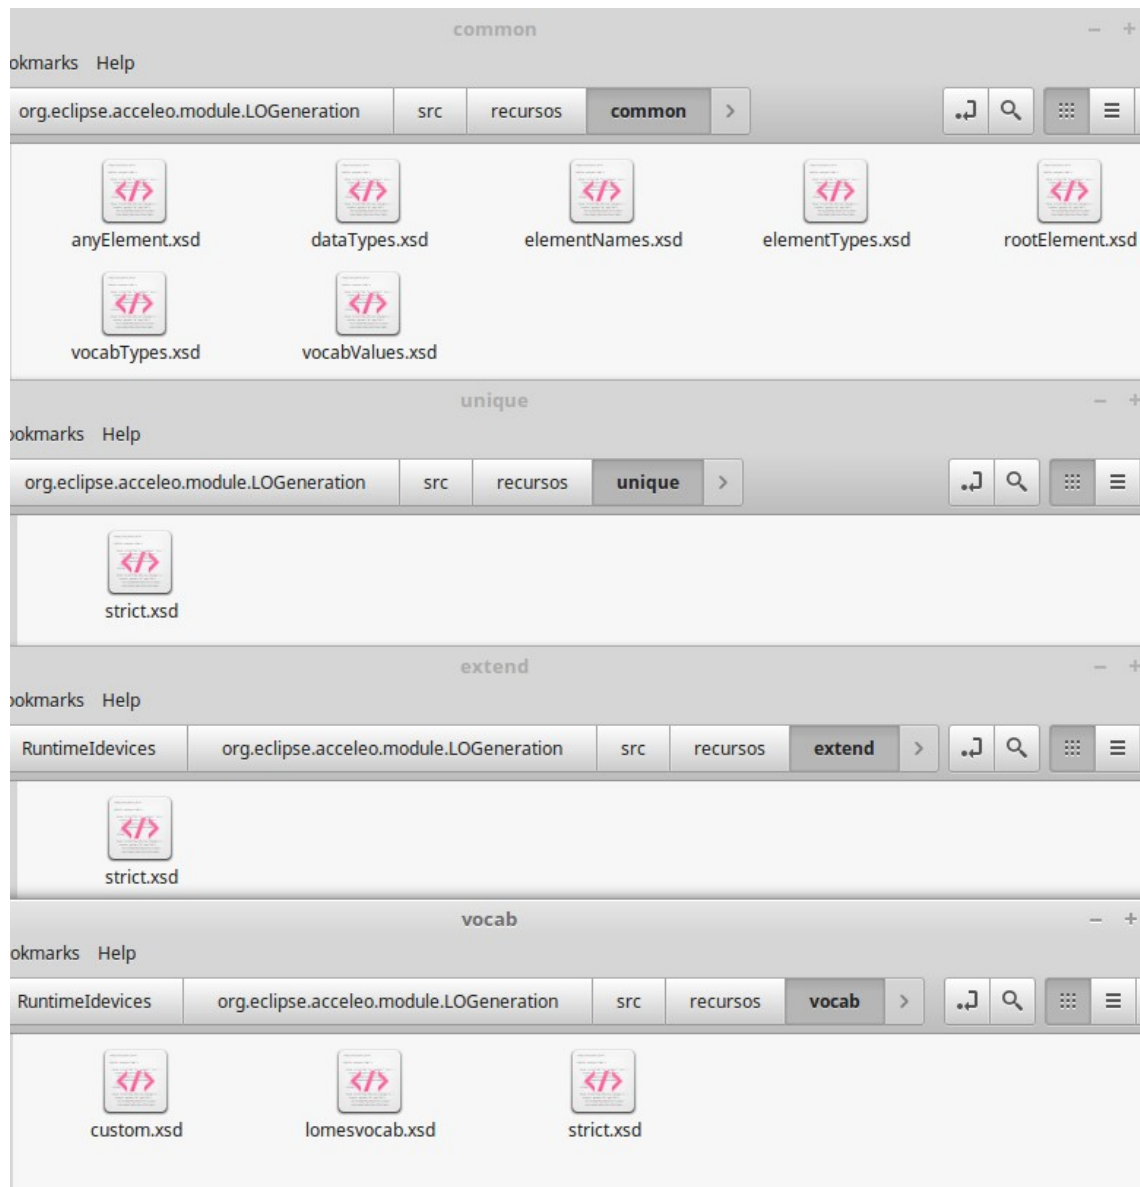 common
okmarks Help
org.eclipse.acceleo.module.LOGeneration src recursos common
anyElement.xsd dataTypes.xsd elementNames.xsd elementTypes.xsd rootElement.xsd
vocabTypes.xsd vocabValues.xsd
unique
ookmarks Help
org.eclipse.acceleo.module.LOGeneration src recursos unique
strict.xsd
extend
ookmarks Help
RuntimeIdevices org.eclipse.acceleo.module.LOGeneration src recursos extend
strict.xsd
vocab
okmarks Help
RuntimeIdevices org.eclipse.acceleo.module.LOGeneration src recursos vocab
custom.xsd lomesvocab.xsd strict.xsd